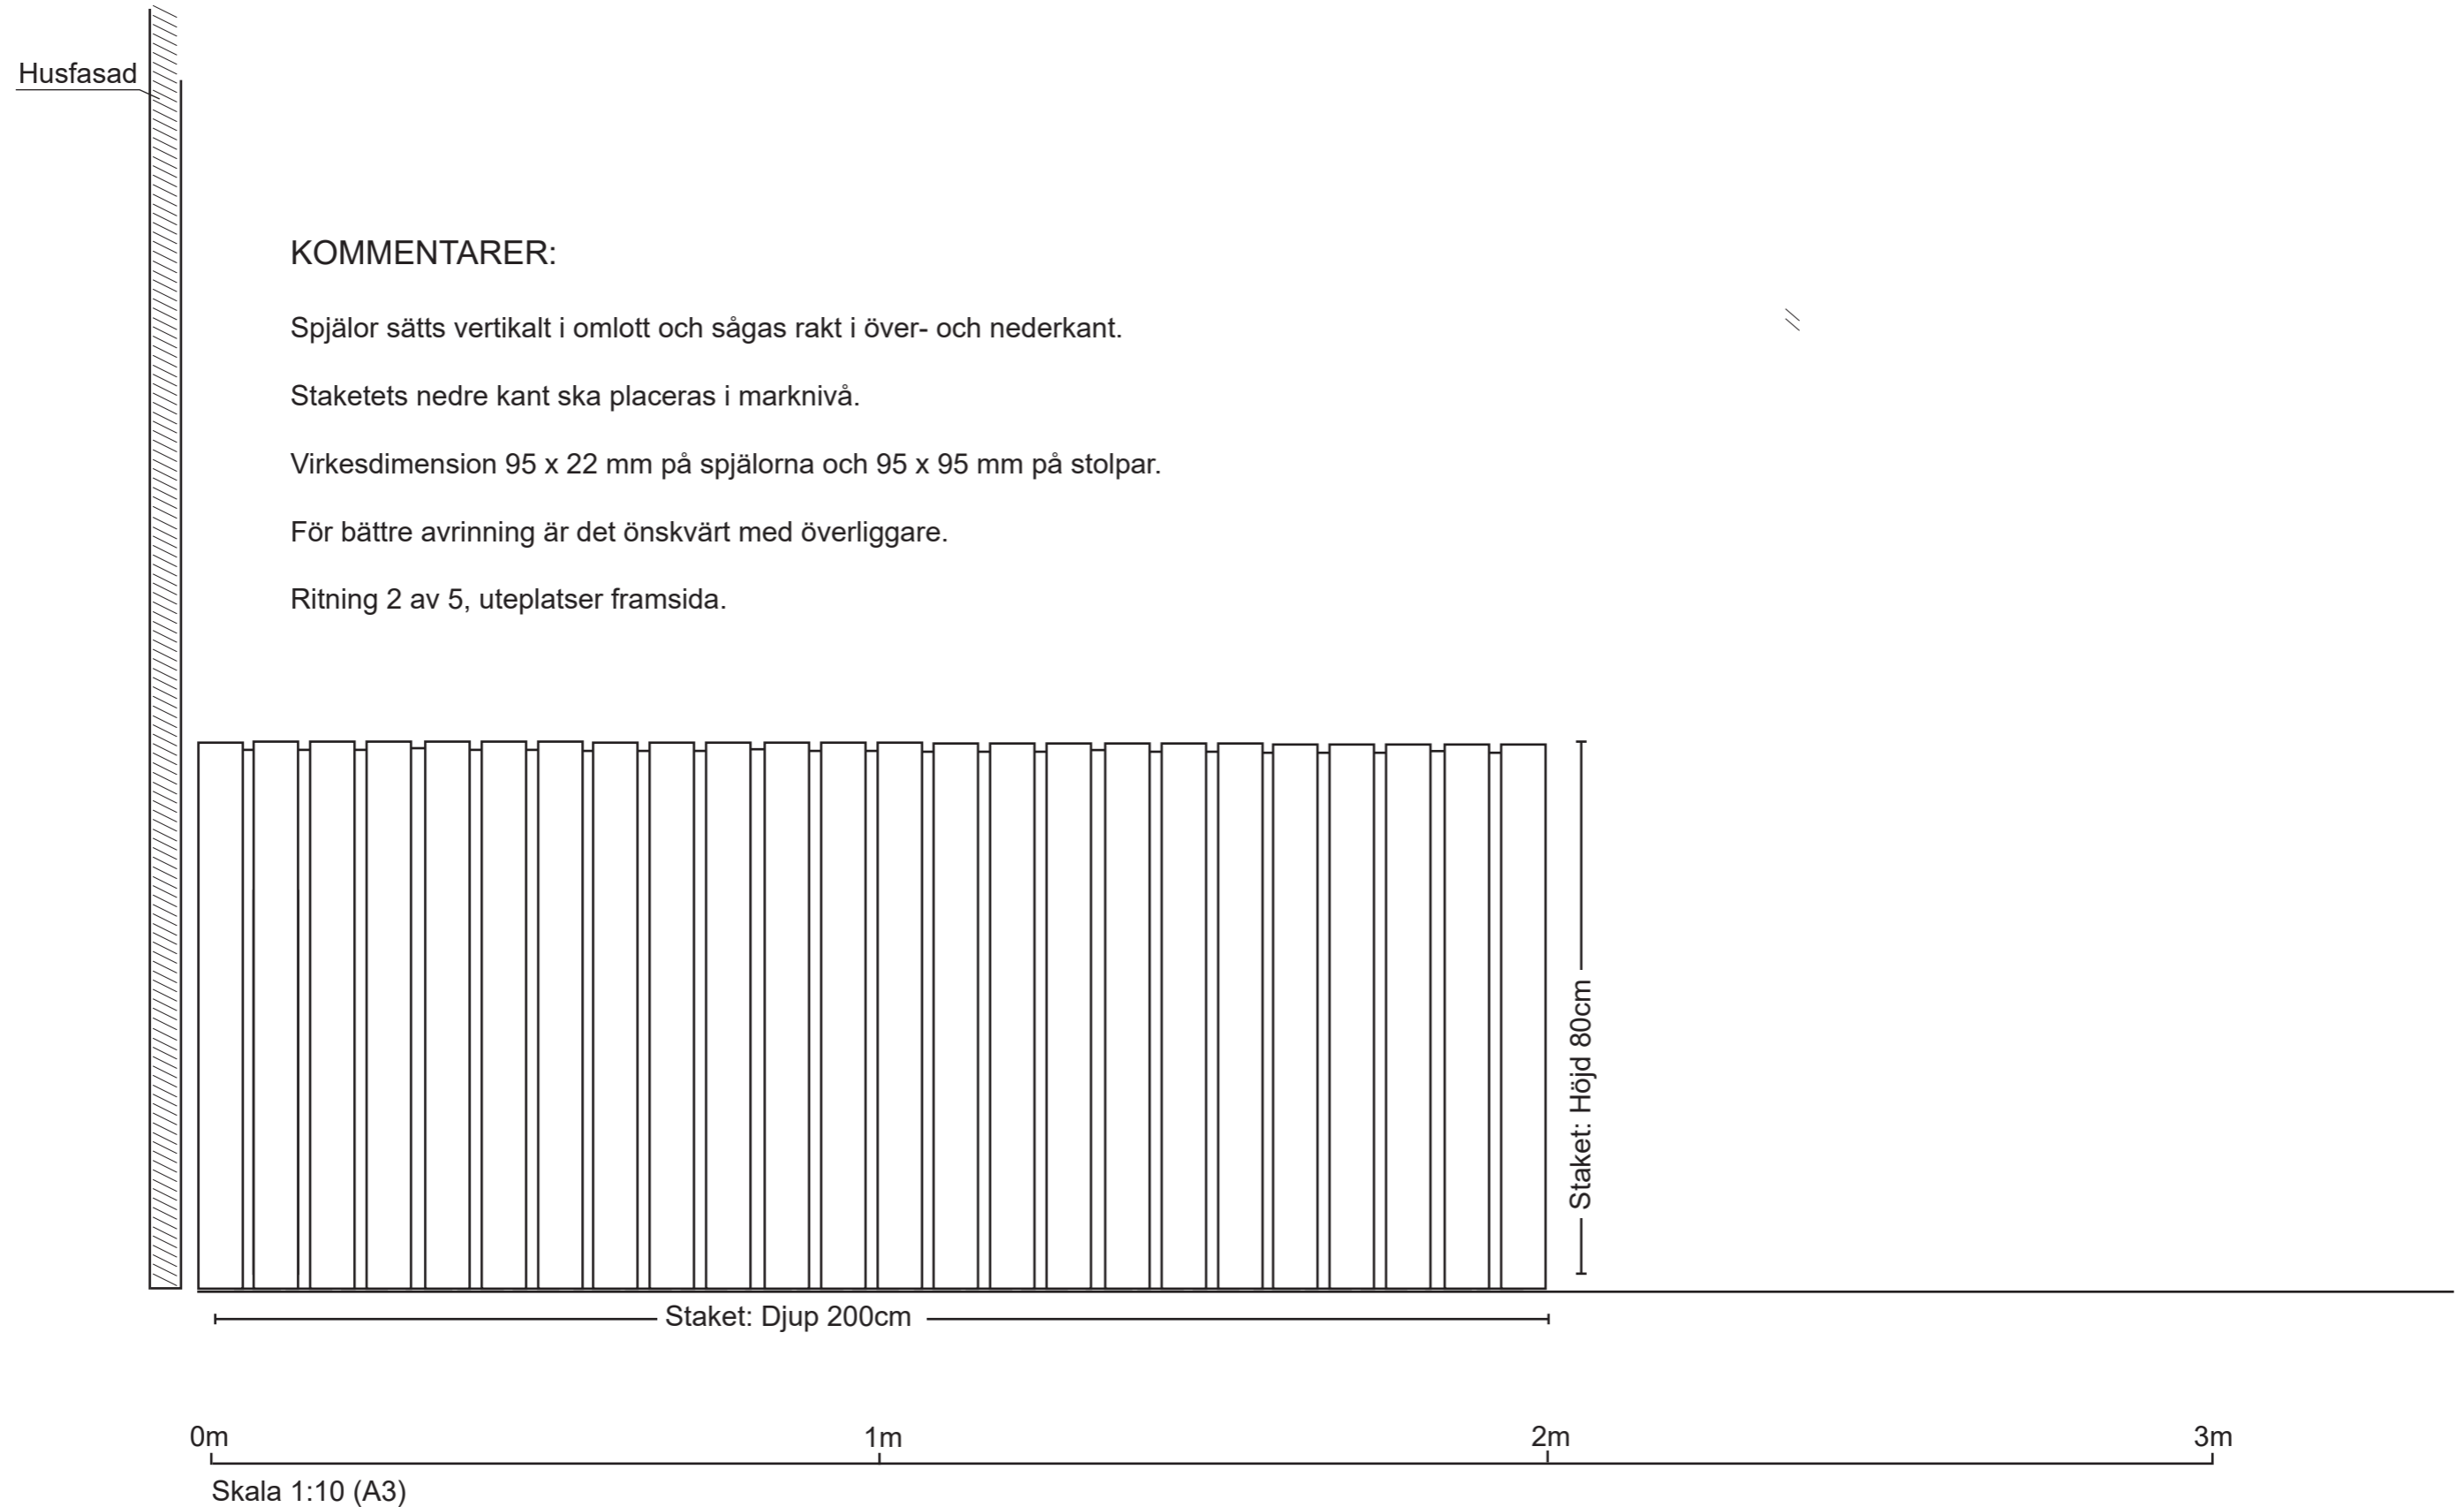 Husfasad
KOMMENTARER:
Spjälor sätts vertikalt i omlott och sågas rakt i över- och nederkant.
Staketets nedre kant ska placeras i marknivå.
Virkesdimension 95 x 22 mm på spjälorna och 95 x 95 mm på stolpar.
För bättre avrinning är det önskvärt med överliggare.
Ritning 2 av 5, uteplatser framsida.
Staket: Höjd 80cm
Staket: Djup 200cm
0m 1m 2m 3m
Skala 1:10 (A3)